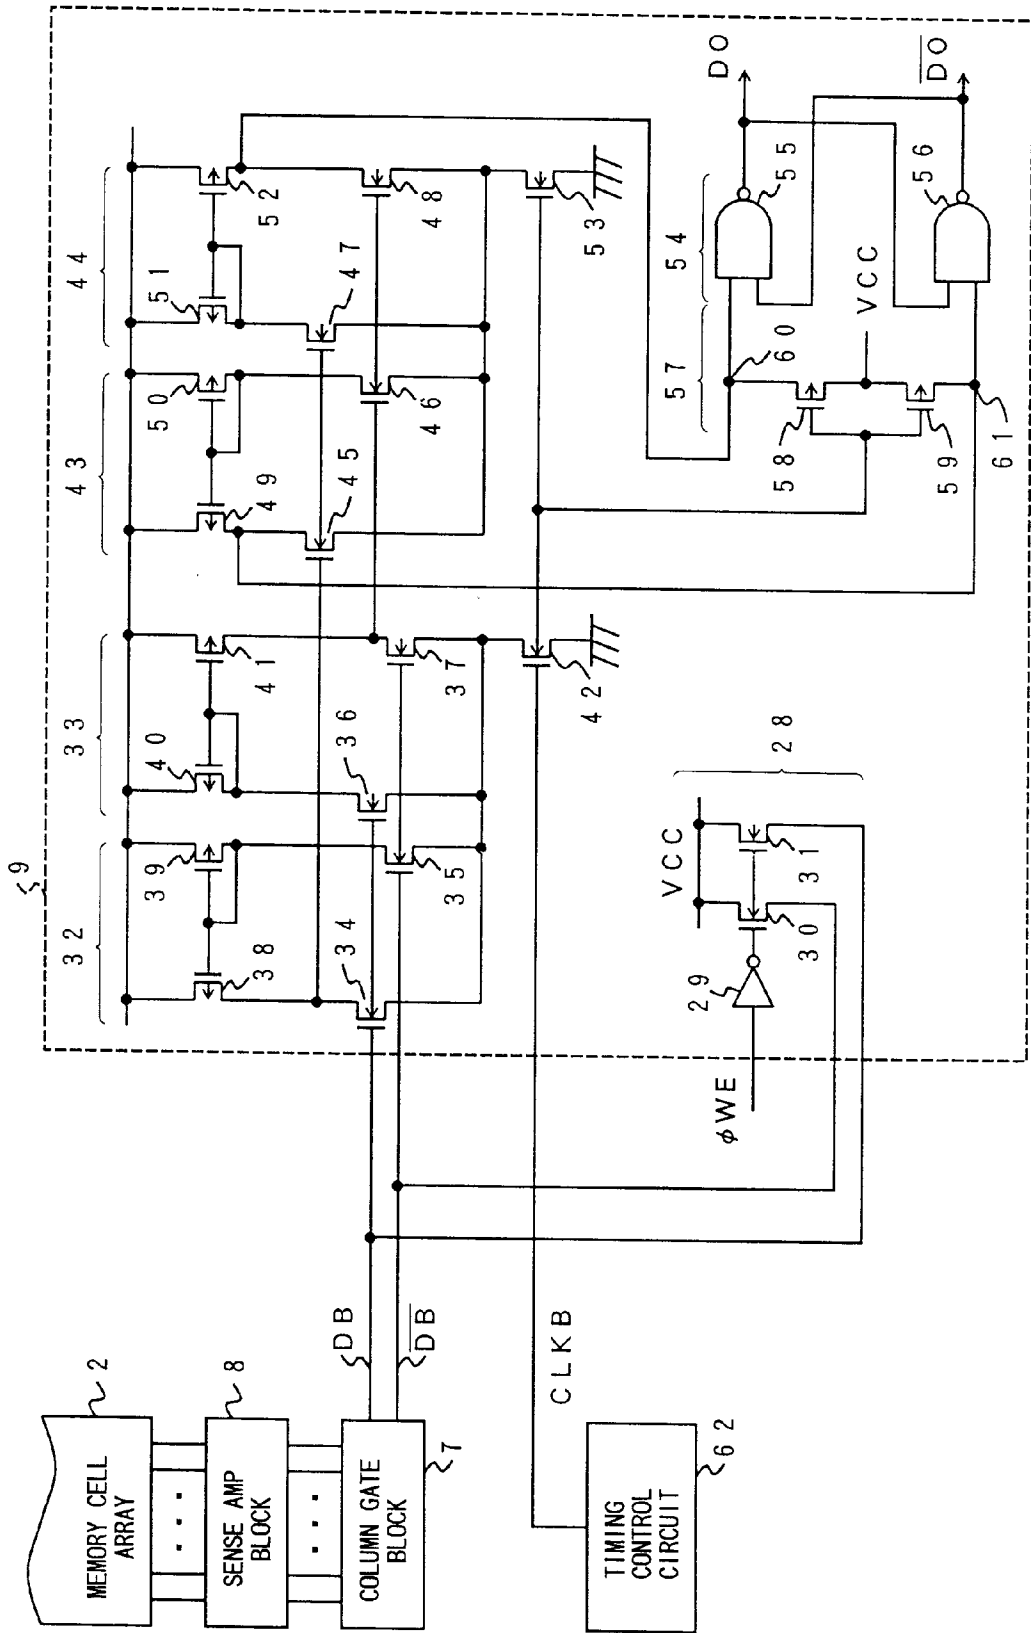 MEMORY CELL
ARRAY
2
SENSE AMP
BLOCK
8
COLUMN GATE
BLOCK
7
DB
DB
CLKB
TIMING
CONTROL
CIRCUIT
62
9
32
33
43
44
38
39
40
41
49
50
51
52
34
35
36
37
45
46
47
48
42
53
φWE
29
VCC
30
31
28
57
54
58
59
60
61
VCC
55
56
DO
DO